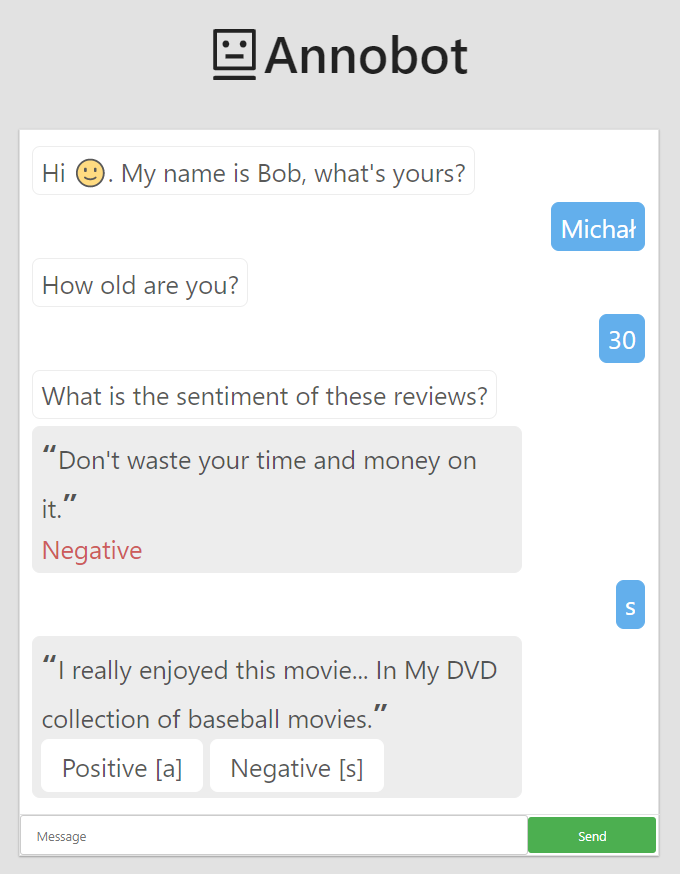 Annobot
Hi 🙂. My name is Bob, what's yours?
Michał
How old are you?
30
What is the sentiment of these reviews?
“Don't waste your time and money on
it.”
Negative
s
“I really enjoyed this movie... In My DVD
collection of baseball movies.”
Positive [a] Negative [s]
Message Send